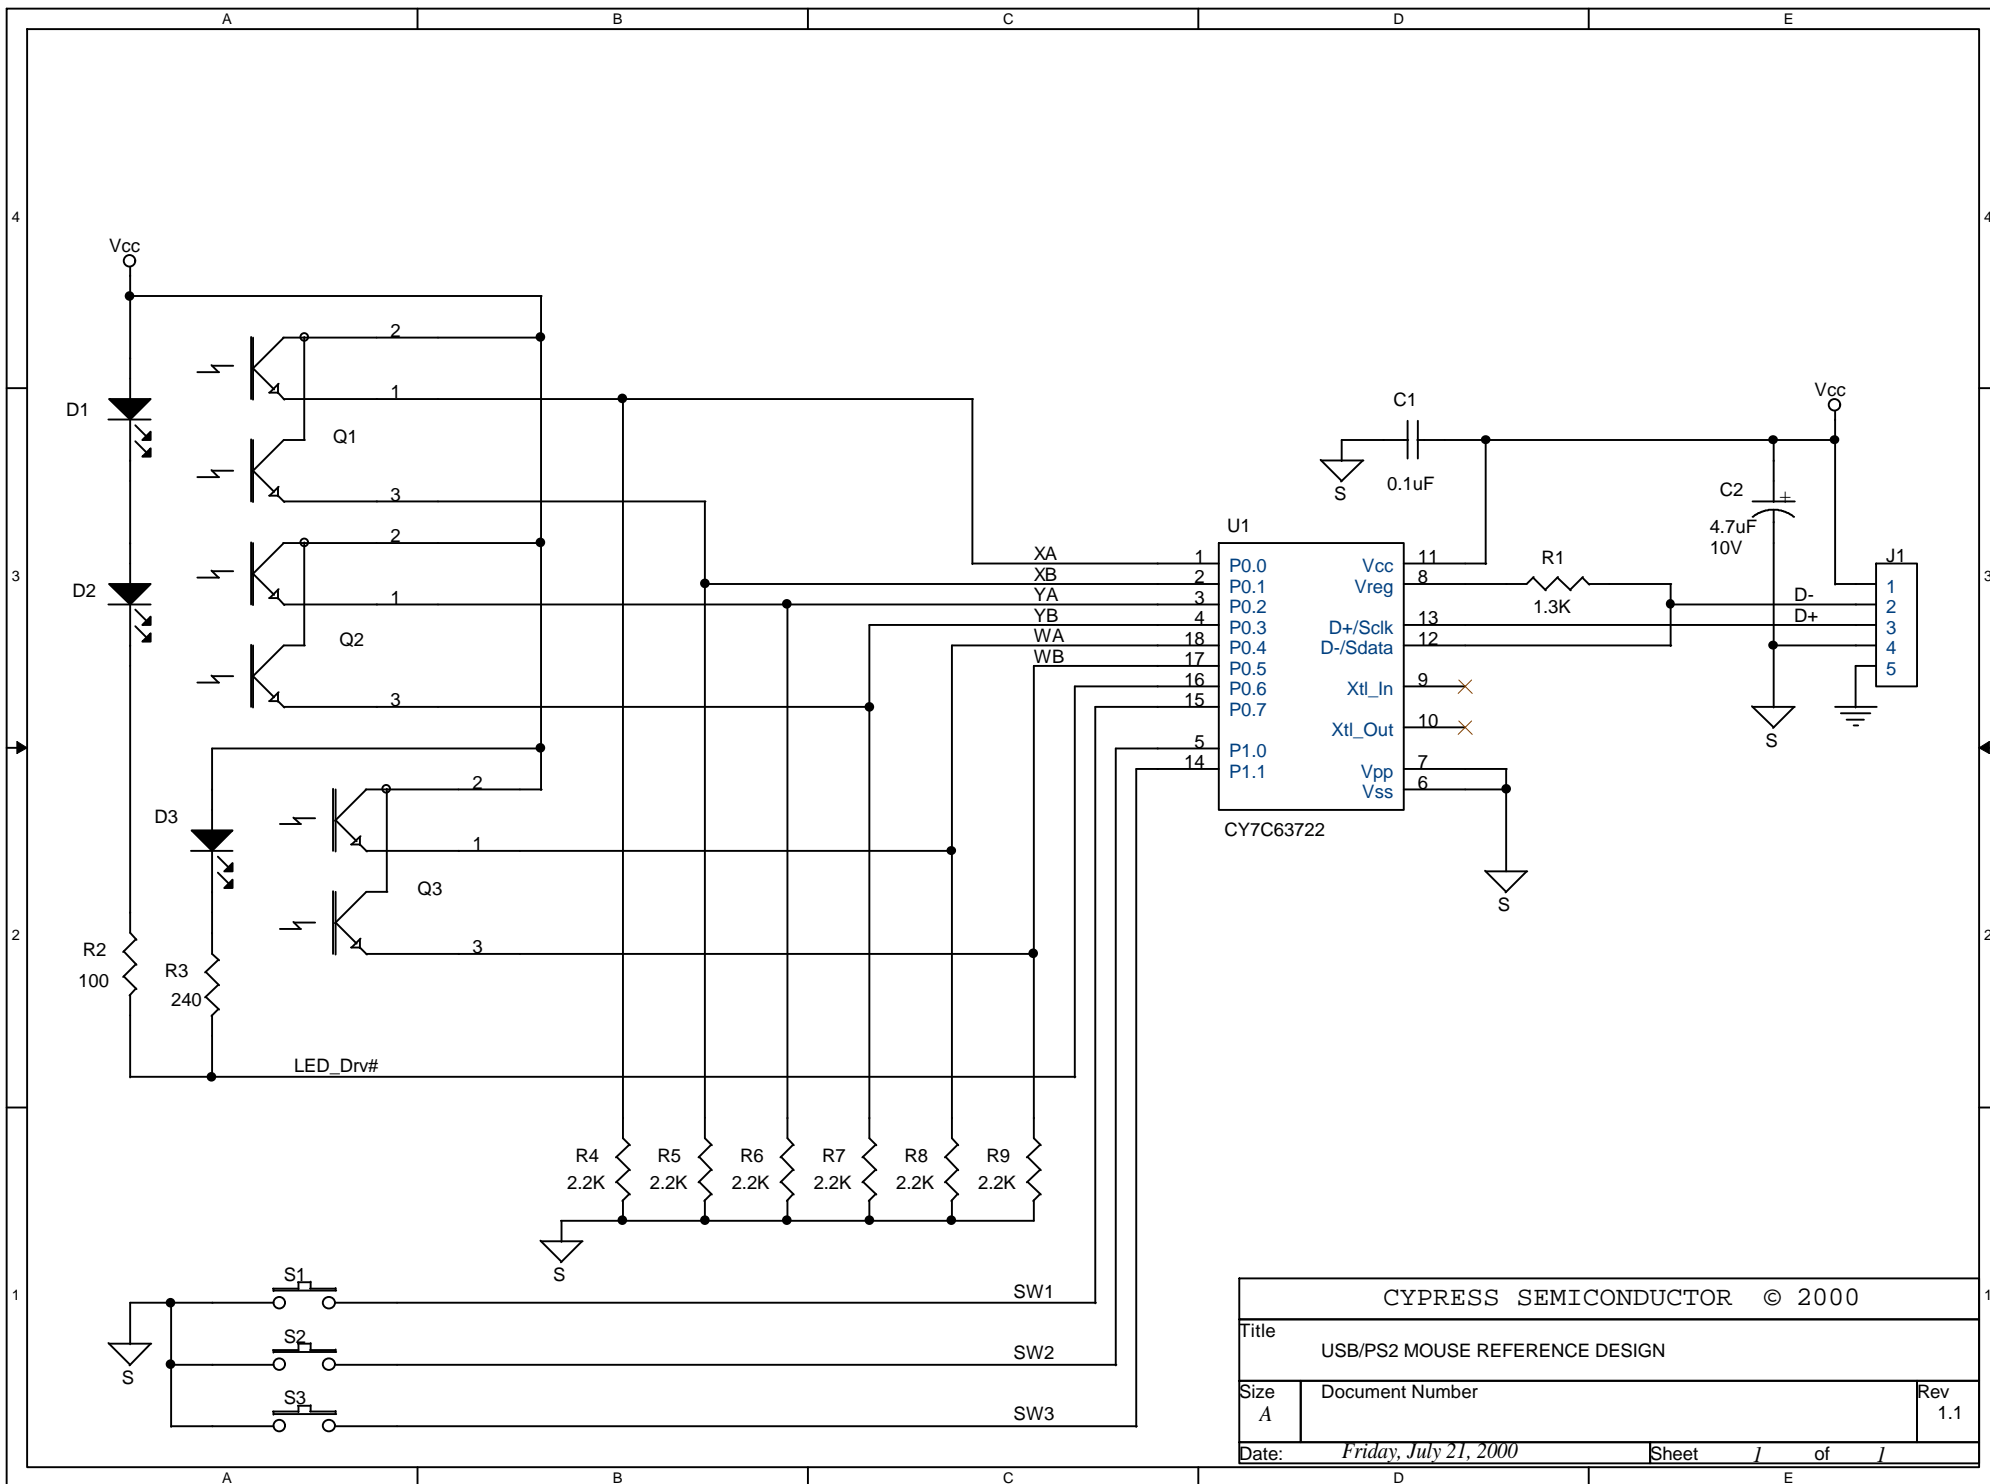 A B C D E
4 4
Vcc
2
1
D1
Q1
3
2
D2
1
Q2
3
2
D3
1
Q3
3
R2
100
R3
240
LED_Drv#
XA
XB
YA
YB
WA
WB
C1
0.1uF
S
Vcc
C2
+
4.7uF
10V
J1
1
2
3
4
5
D-
D+
R1
1.3K
S
U1
1 P0.0
2 P0.1
3 P0.2
4 P0.3
18 P0.4
17 P0.5
16 P0.6
15 P0.7
5 P1.0
14 P1.1
Vcc 11
Vreg 8
D+/Sclk 13
D-/Sdata 12
Xtl_In 9
Xtl_Out 10
Vpp 7
Vss 6
CY7C63722
S
3 3
2 2
R4
2.2K
R5
2.2K
R6
2.2K
R7
2.2K
R8
2.2K
R9
2.2K
S
S1
SW1
S2
SW2
S3
SW3
S
1 1
CYPRESS SEMICONDUCTOR © 2000
Title
USB/PS2 MOUSE REFERENCE DESIGN
Size
A
Document Number
Rev
1.1
Date: Friday, July 21, 2000
Sheet 1 of 1
A B C D E